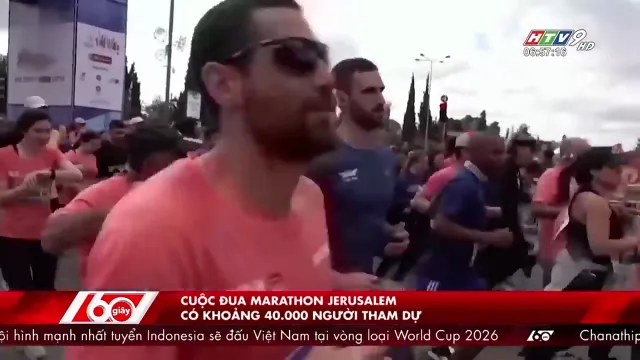 HTV9 HD
06:57:16
60 giây
CUỘC ĐUA MARATHON JERUSALEM
CÓ KHOẢNG 40.000 NGƯỜI THAM DỰ
ội hình mạnh nhất tuyển Indonesia sẽ đấu Việt Nam tại vòng loại World Cup 2026 60 Chanathip